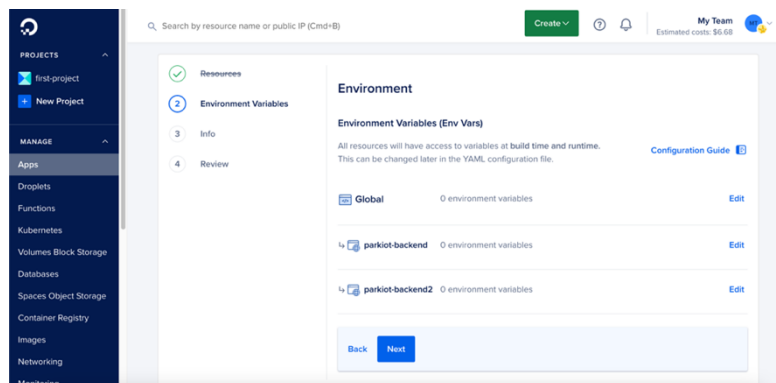 Search by resource name or public IP (Cmd+B)
Create
?
My Team
Estimated costs: $6.68
MT
PROJECTS
first-project
+ New Project
MANAGE
Apps
Droplets
Functions
Kubernetes
Volumes Block Storage
Databases
Spaces Object Storage
Container Registry
Images
Networking
Monitoring
Resources
2 Environment Variables
3 Info
4 Review
Environment
Environment Variables (Env Vars)
All resources will have access to variables at build time and runtime.
This can be changed later in the YAML configuration file.
Configuration Guide
Global 0 environment variables Edit
parkiot-backend 0 environment variables Edit
parkiot-backend2 0 environment variables Edit
Back Next